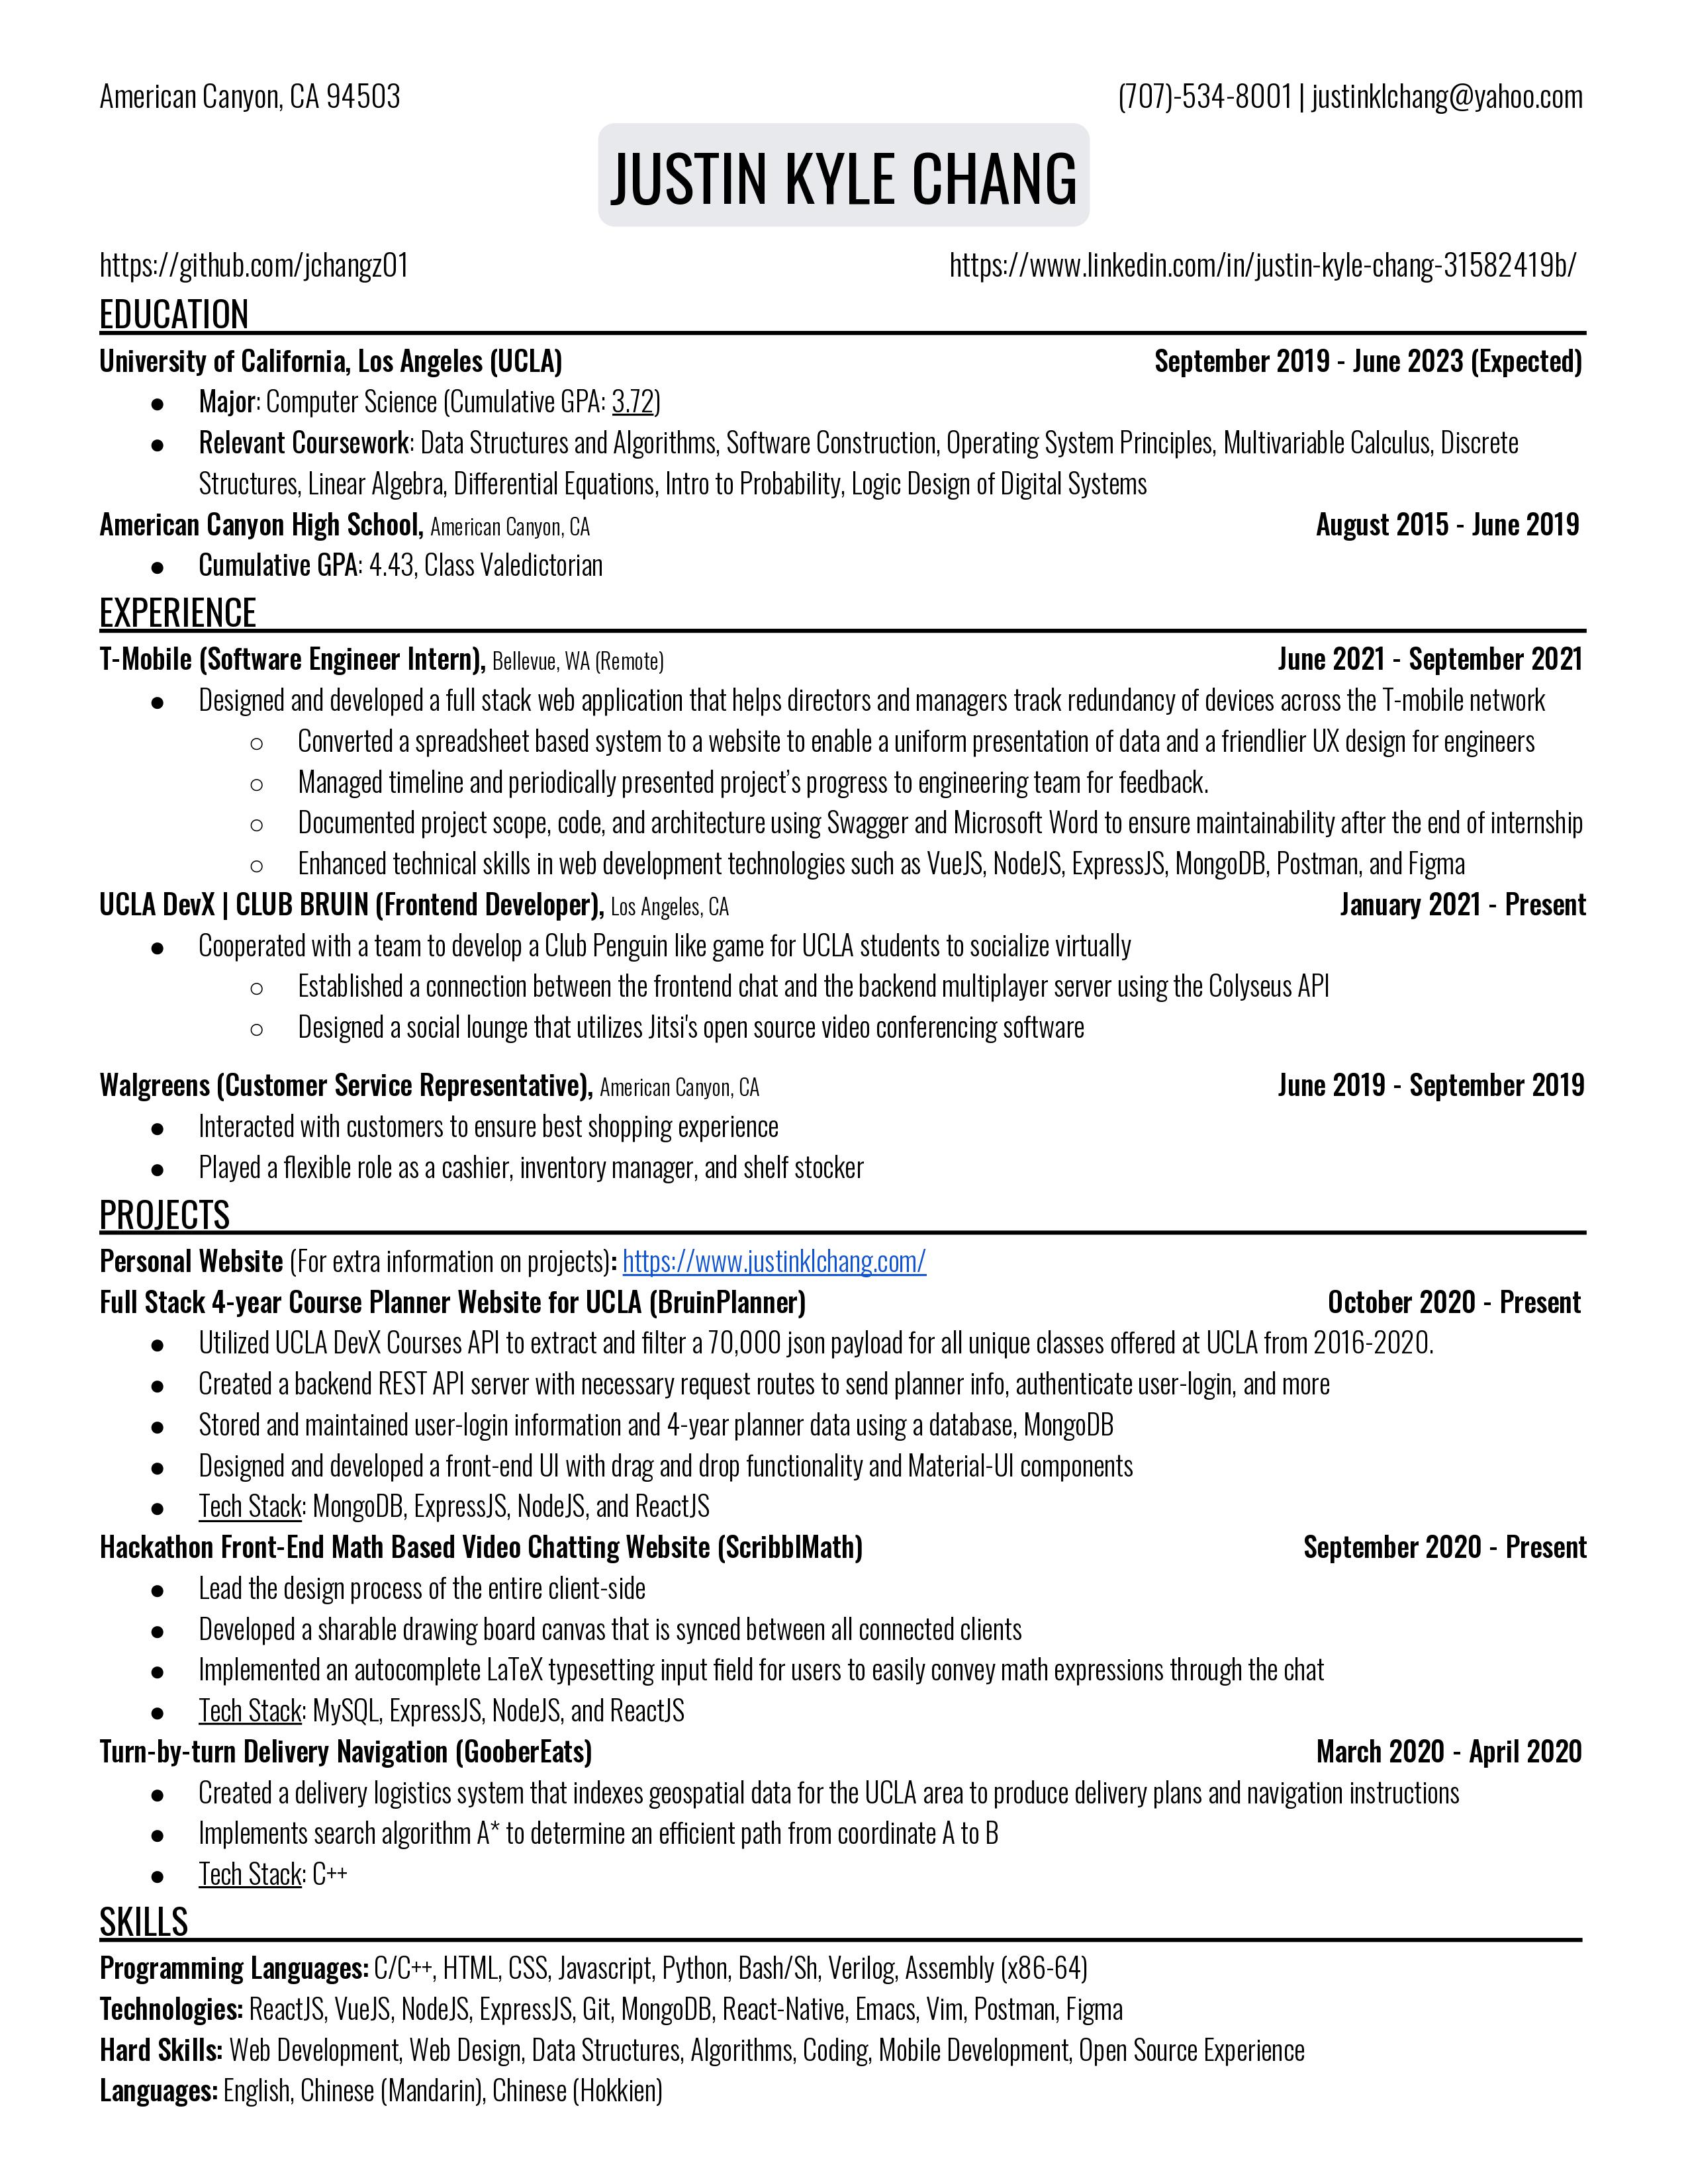 American Canyon, CA 94503 (707)-534-8001 | justinklchang@yahoo.com
JUSTIN KYLE CHANG
https://github.com/jchangz01 https://www.linkedin.com/in/justin-kyle-chang-31582419b/
EDUCATION
University of California, Los Angeles (UCLA) September 2019 - June 2023 (Expected)
● Major: Computer Science (Cumulative GPA: 3.72)
● Relevant Coursework: Data Structures and Algorithms, Software Construction, Operating System Principles, Multivariable Calculus, Discrete
Structures, Linear Algebra, Differential Equations, Intro to Probability, Logic Design of Digital Systems
American Canyon High School, American Canyon, CA August 2015 - June 2019
● Cumulative GPA: 4.43, Class Valedictorian
EXPERIENCE
T-Mobile (Software Engineer Intern), Bellevue, WA (Remote) June 2021 - September 2021
● Designed and developed a full stack web application that helps directors and managers track redundancy of devices across the T-mobile network
○ Converted a spreadsheet based system to a website to enable a uniform presentation of data and a friendlier UX design for engineers
○ Managed timeline and periodically presented project's progress to engineering team for feedback.
○ Documented project scope, code, and architecture using Swagger and Microsoft Word to ensure maintainability after the end of internship
○ Enhanced technical skills in web development technologies such as VueJS, NodeJS, ExpressJS, MongoDB, Postman, and Figma
UCLA DevX | CLUB BRUIN (Frontend Developer), Los Angeles, CA January 2021 - Present
● Cooperated with a team to develop a Club Penguin like game for UCLA students to socialize virtually
○ Established a connection between the frontend chat and the backend multiplayer server using the Colyseus API
○ Designed a social lounge that utilizes Jitsi's open source video conferencing software
Walgreens (Customer Service Representative), American Canyon, CA June 2019 - September 2019
● Interacted with customers to ensure best shopping experience
● Played a flexible role as a cashier, inventory manager, and shelf stocker
PROJECTS
Personal Website (For extra information on projects): https://www.justinklchang.com/
Full Stack 4-year Course Planner Website for UCLA (BruinPlanner) October 2020 - Present
● Utilized UCLA DevX Courses API to extract and filter a 70,000 json payload for all unique classes offered at UCLA from 2016-2020.
● Created a backend REST API server with necessary request routes to send planner info, authenticate user-login, and more
● Stored and maintained user-login information and 4-year planner data using a database, MongoDB
● Designed and developed a front-end UI with drag and drop functionality and Material-UI components
● Tech Stack: MongoDB, ExpressJS, NodeJS, and ReactJS
Hackathon Front-End Math Based Video Chatting Website (ScribblMath) September 2020 - Present
● Lead the design process of the entire client-side
● Developed a sharable drawing board canvas that is synced between all connected clients
● Implemented an autocomplete LaTeX typesetting input field for users to easily convey math expressions through the chat
● Tech Stack: MySQL, ExpressJS, NodeJS, and ReactJS
Turn-by-turn Delivery Navigation (GooberEats) March 2020 - April 2020
● Created a delivery logistics system that indexes geospatial data for the UCLA area to produce delivery plans and navigation instructions
● Implements search algorithm A* to determine an efficient path from coordinate A to B
● Tech Stack: C++
SKILLS
Programming Languages: C/C++, HTML, CSS, Javascript, Python, Bash/Sh, Verilog, Assembly (x86-64)
Technologies: ReactJS, VueJS, NodeJS, ExpressJS, Git, MongoDB, React-Native, Emacs, Vim, Postman, Figma
Hard Skills: Web Development, Web Design, Data Structures, Algorithms, Coding, Mobile Development, Open Source Experience
Languages: English, Chinese (Mandarin), Chinese (Hokkien)